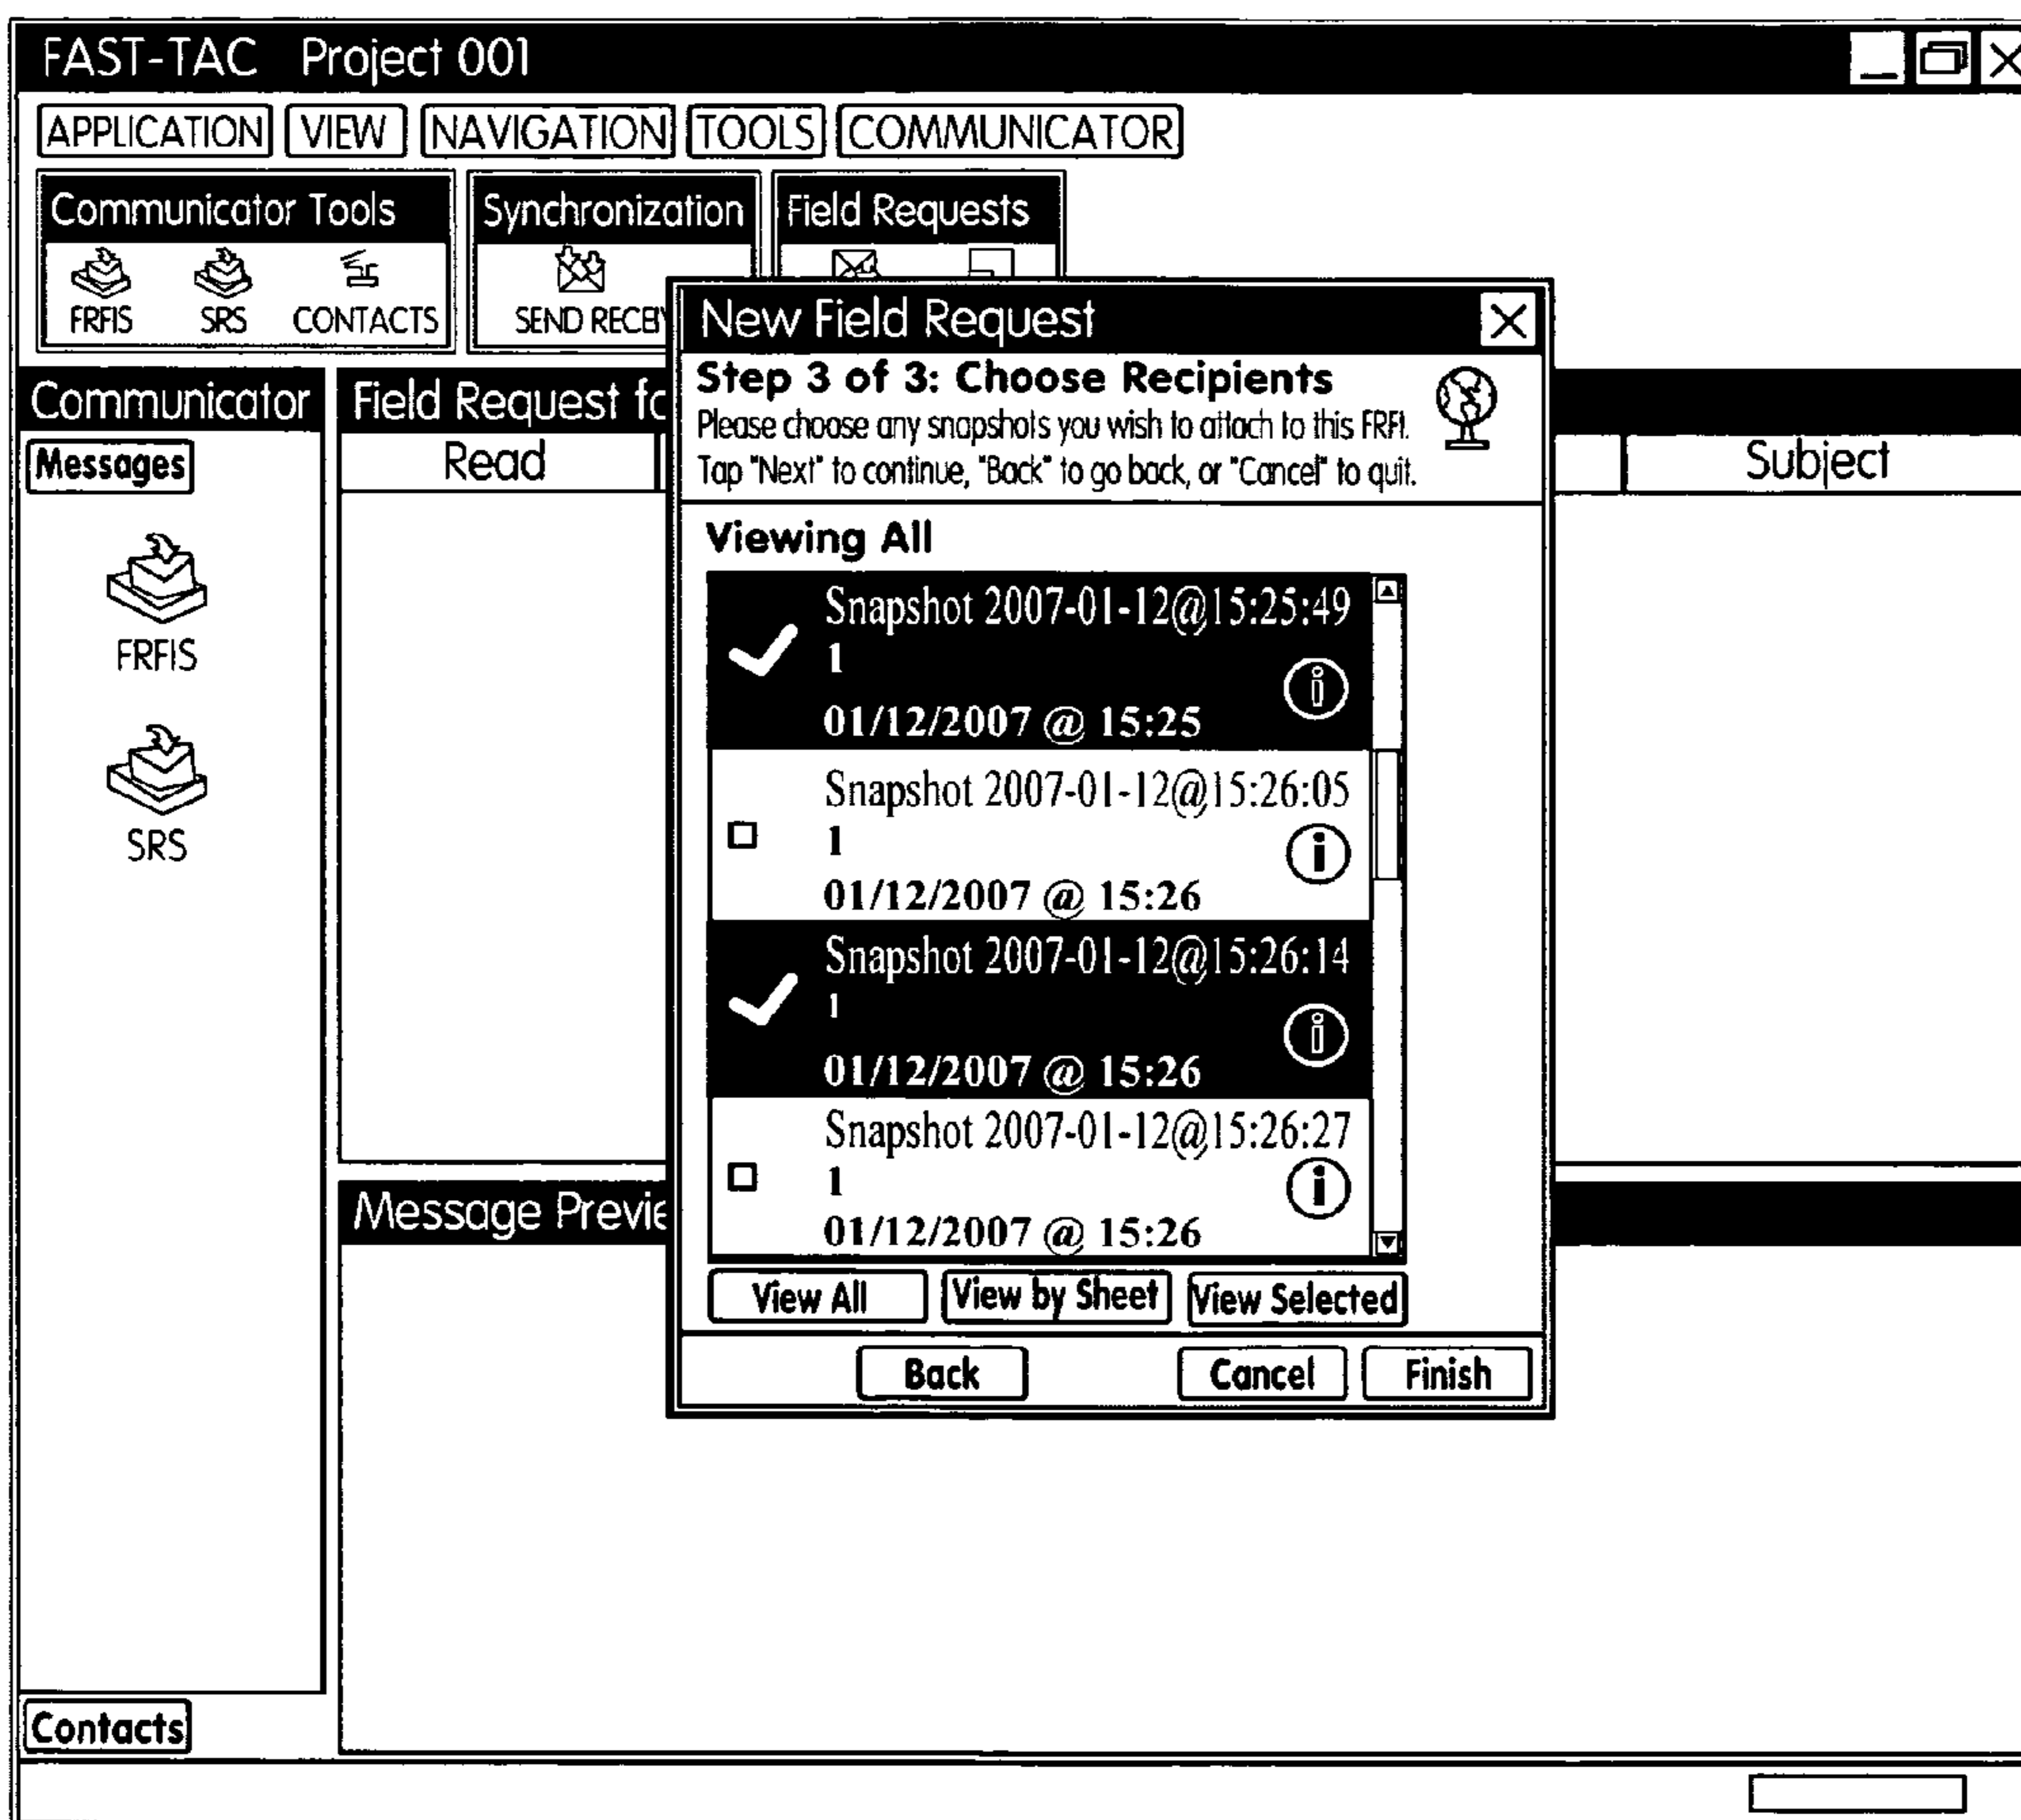 FAST-TAC Project 001
APPLICATION VIEW NAVIGATION TOOLS COMMUNICATOR
Communicator Tools Synchronization Field Requests
FRFIS SRS CONTACTS SEND
New Field Request
Step 3 of 3: Choose Recipients
Please choose any snapshots you wish to attach to this FRFI.
Tap "Next" to continue, "Back" to go back, or "Cancel" to quit.
Communicator
Field Request
Messages
Read
Subject
FRFIS
SRS
Viewing All
Snapshot 2007-01-12@15:25:49
1
01/12/2007 @ 15:25
Snapshot 2007-01-12@15:26:05
1
01/12/2007 @ 15:26
Snapshot 2007-01-12@15:26:14
1
01/12/2007 @ 15:26
Snapshot 2007-01-12@15:26:27
1
01/12/2007 @ 15:26
View All View by Sheet View Selected
Back Cancel Finish
Message
Contacts